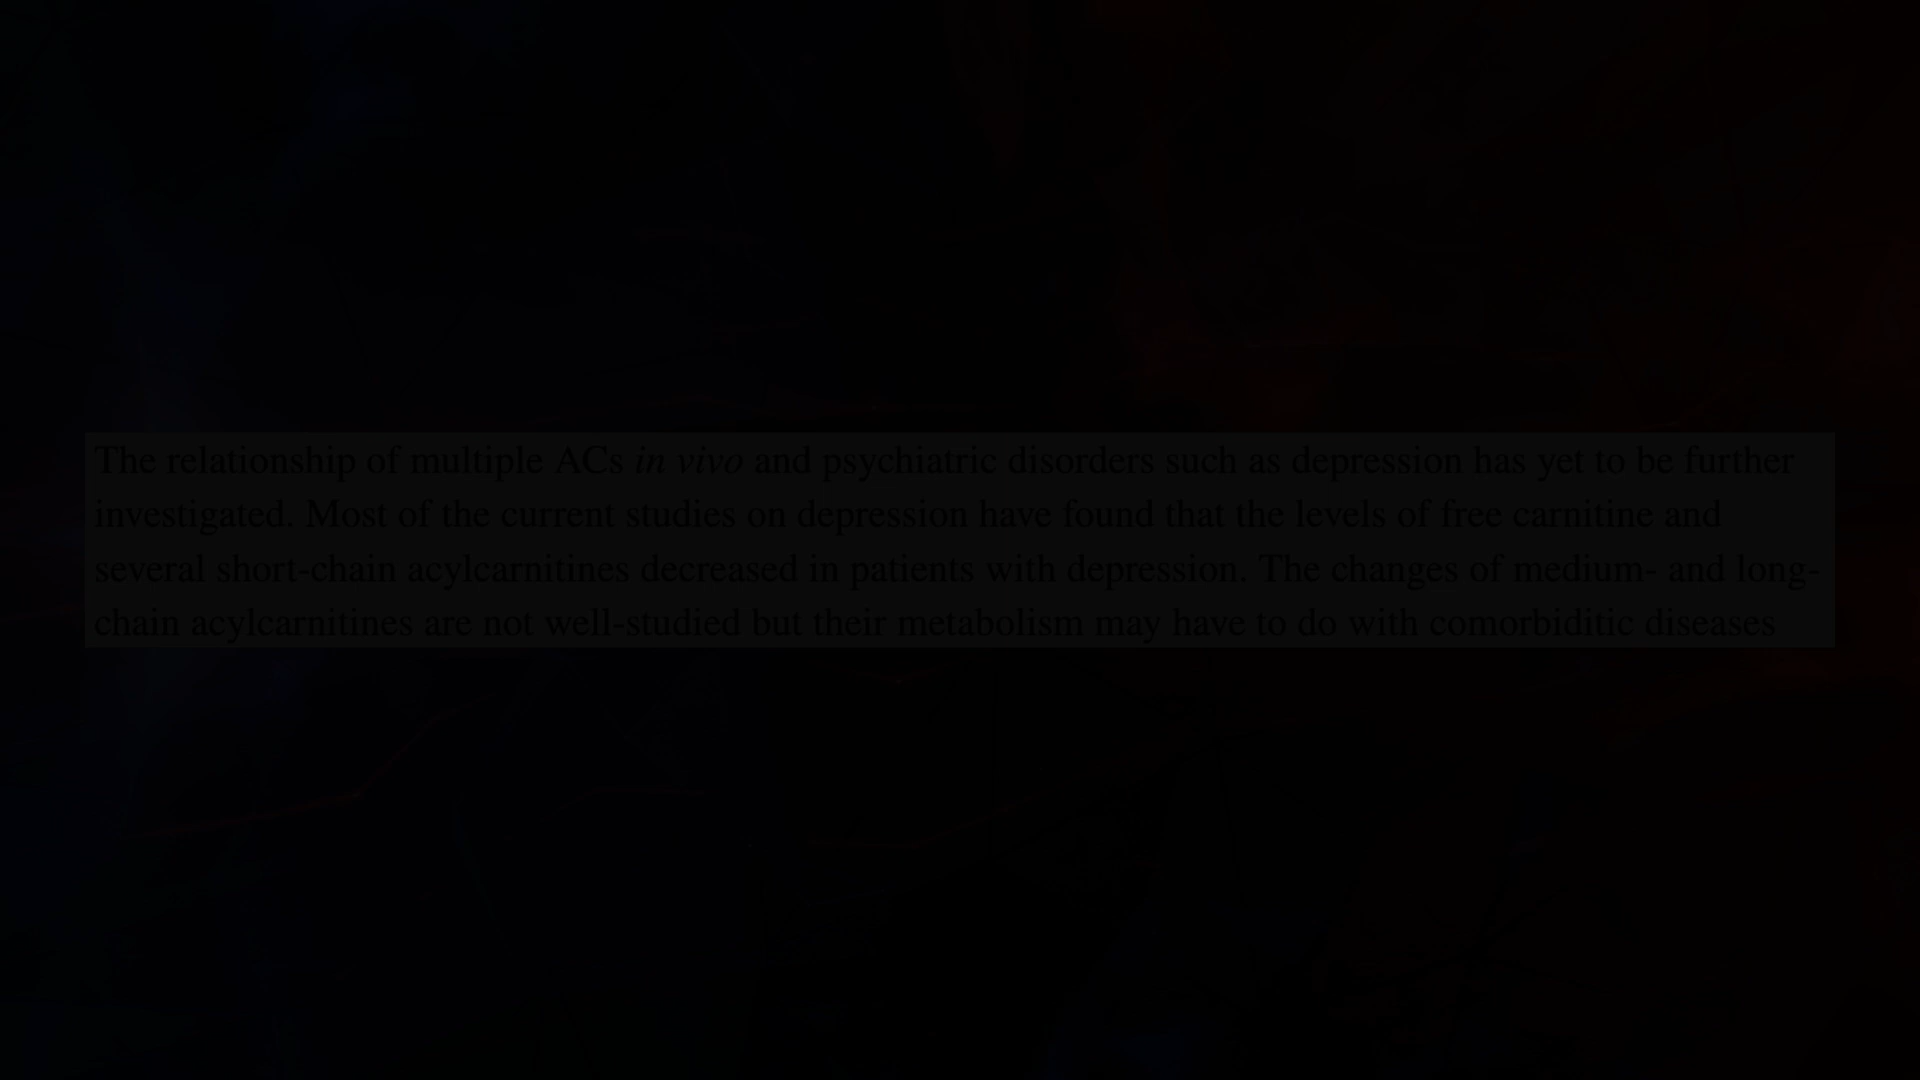 The relationship of multiple ACs in vivo and psychiatric disorders such as depression has yet to be further
investigated. Most of the current studies on depression have found that the levels of free carnitine and
several short-chain acylcarnitines decreased in patients with depression. The changes of medium- and long-
chain acylcarnitines are not well-studied but their metabolism may have to do with comorbiditic diseases